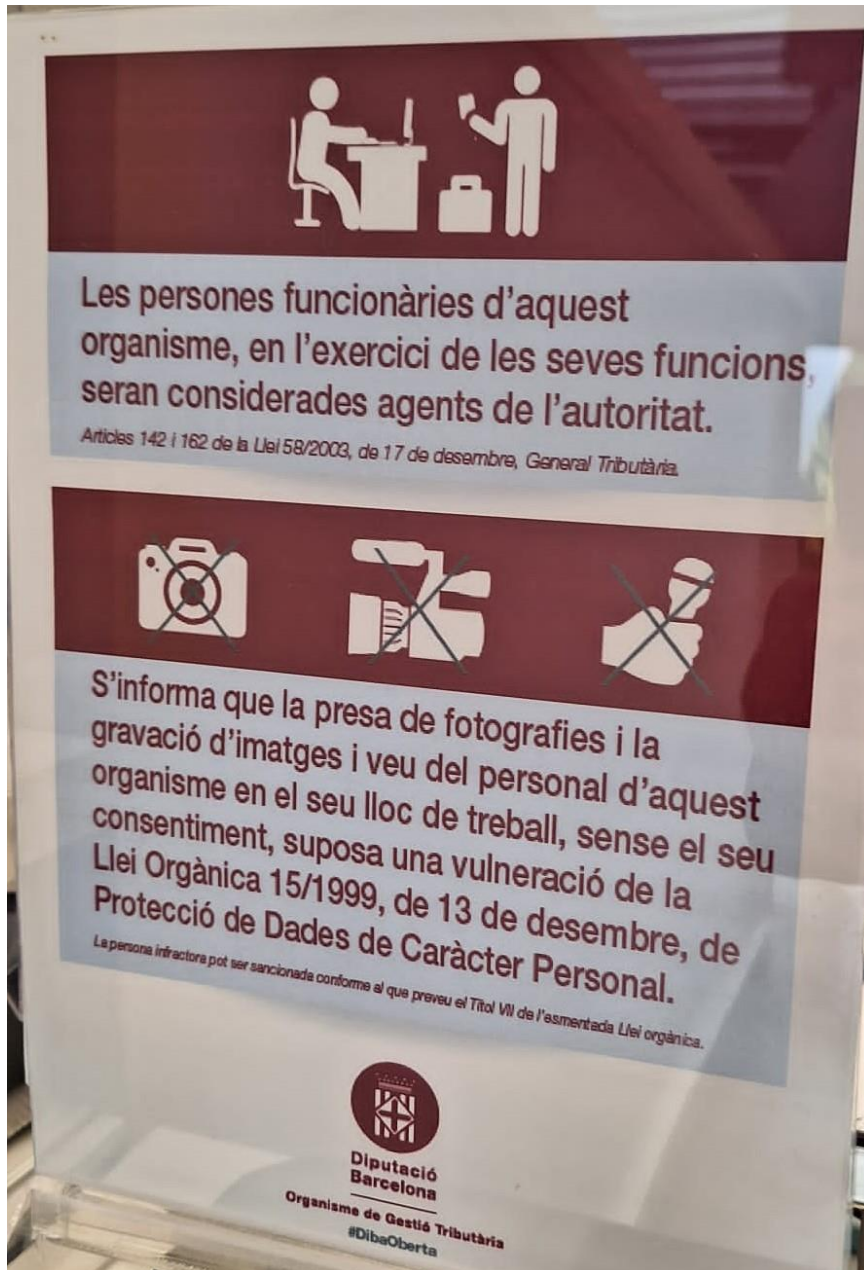 Les persones funcionàries d'aquest
organisme, en l'exercici de les seves funcions,
seran considerades agents de l'autoritat.
Articles 142 i 162 de la Llei 58/2003, de 17 de desembre, General Tributària.
S'informa que la presa de fotografies i la
gravació d'imatges i veu del personal d'aquest
organisme en el seu lloc de treball, sense el seu
consentiment, suposa una vulneració de la
Llei Orgànica 15/1999, de 13 de desembre, de
Protecció de Dades de Caràcter Personal.
La persona infractora pot ser sancionada conforme al que preveu el Títol VII de l'esmentada Llei orgànica.
Diputació
Barcelona
Organisme de Gestió Tributària
#DibaOberta